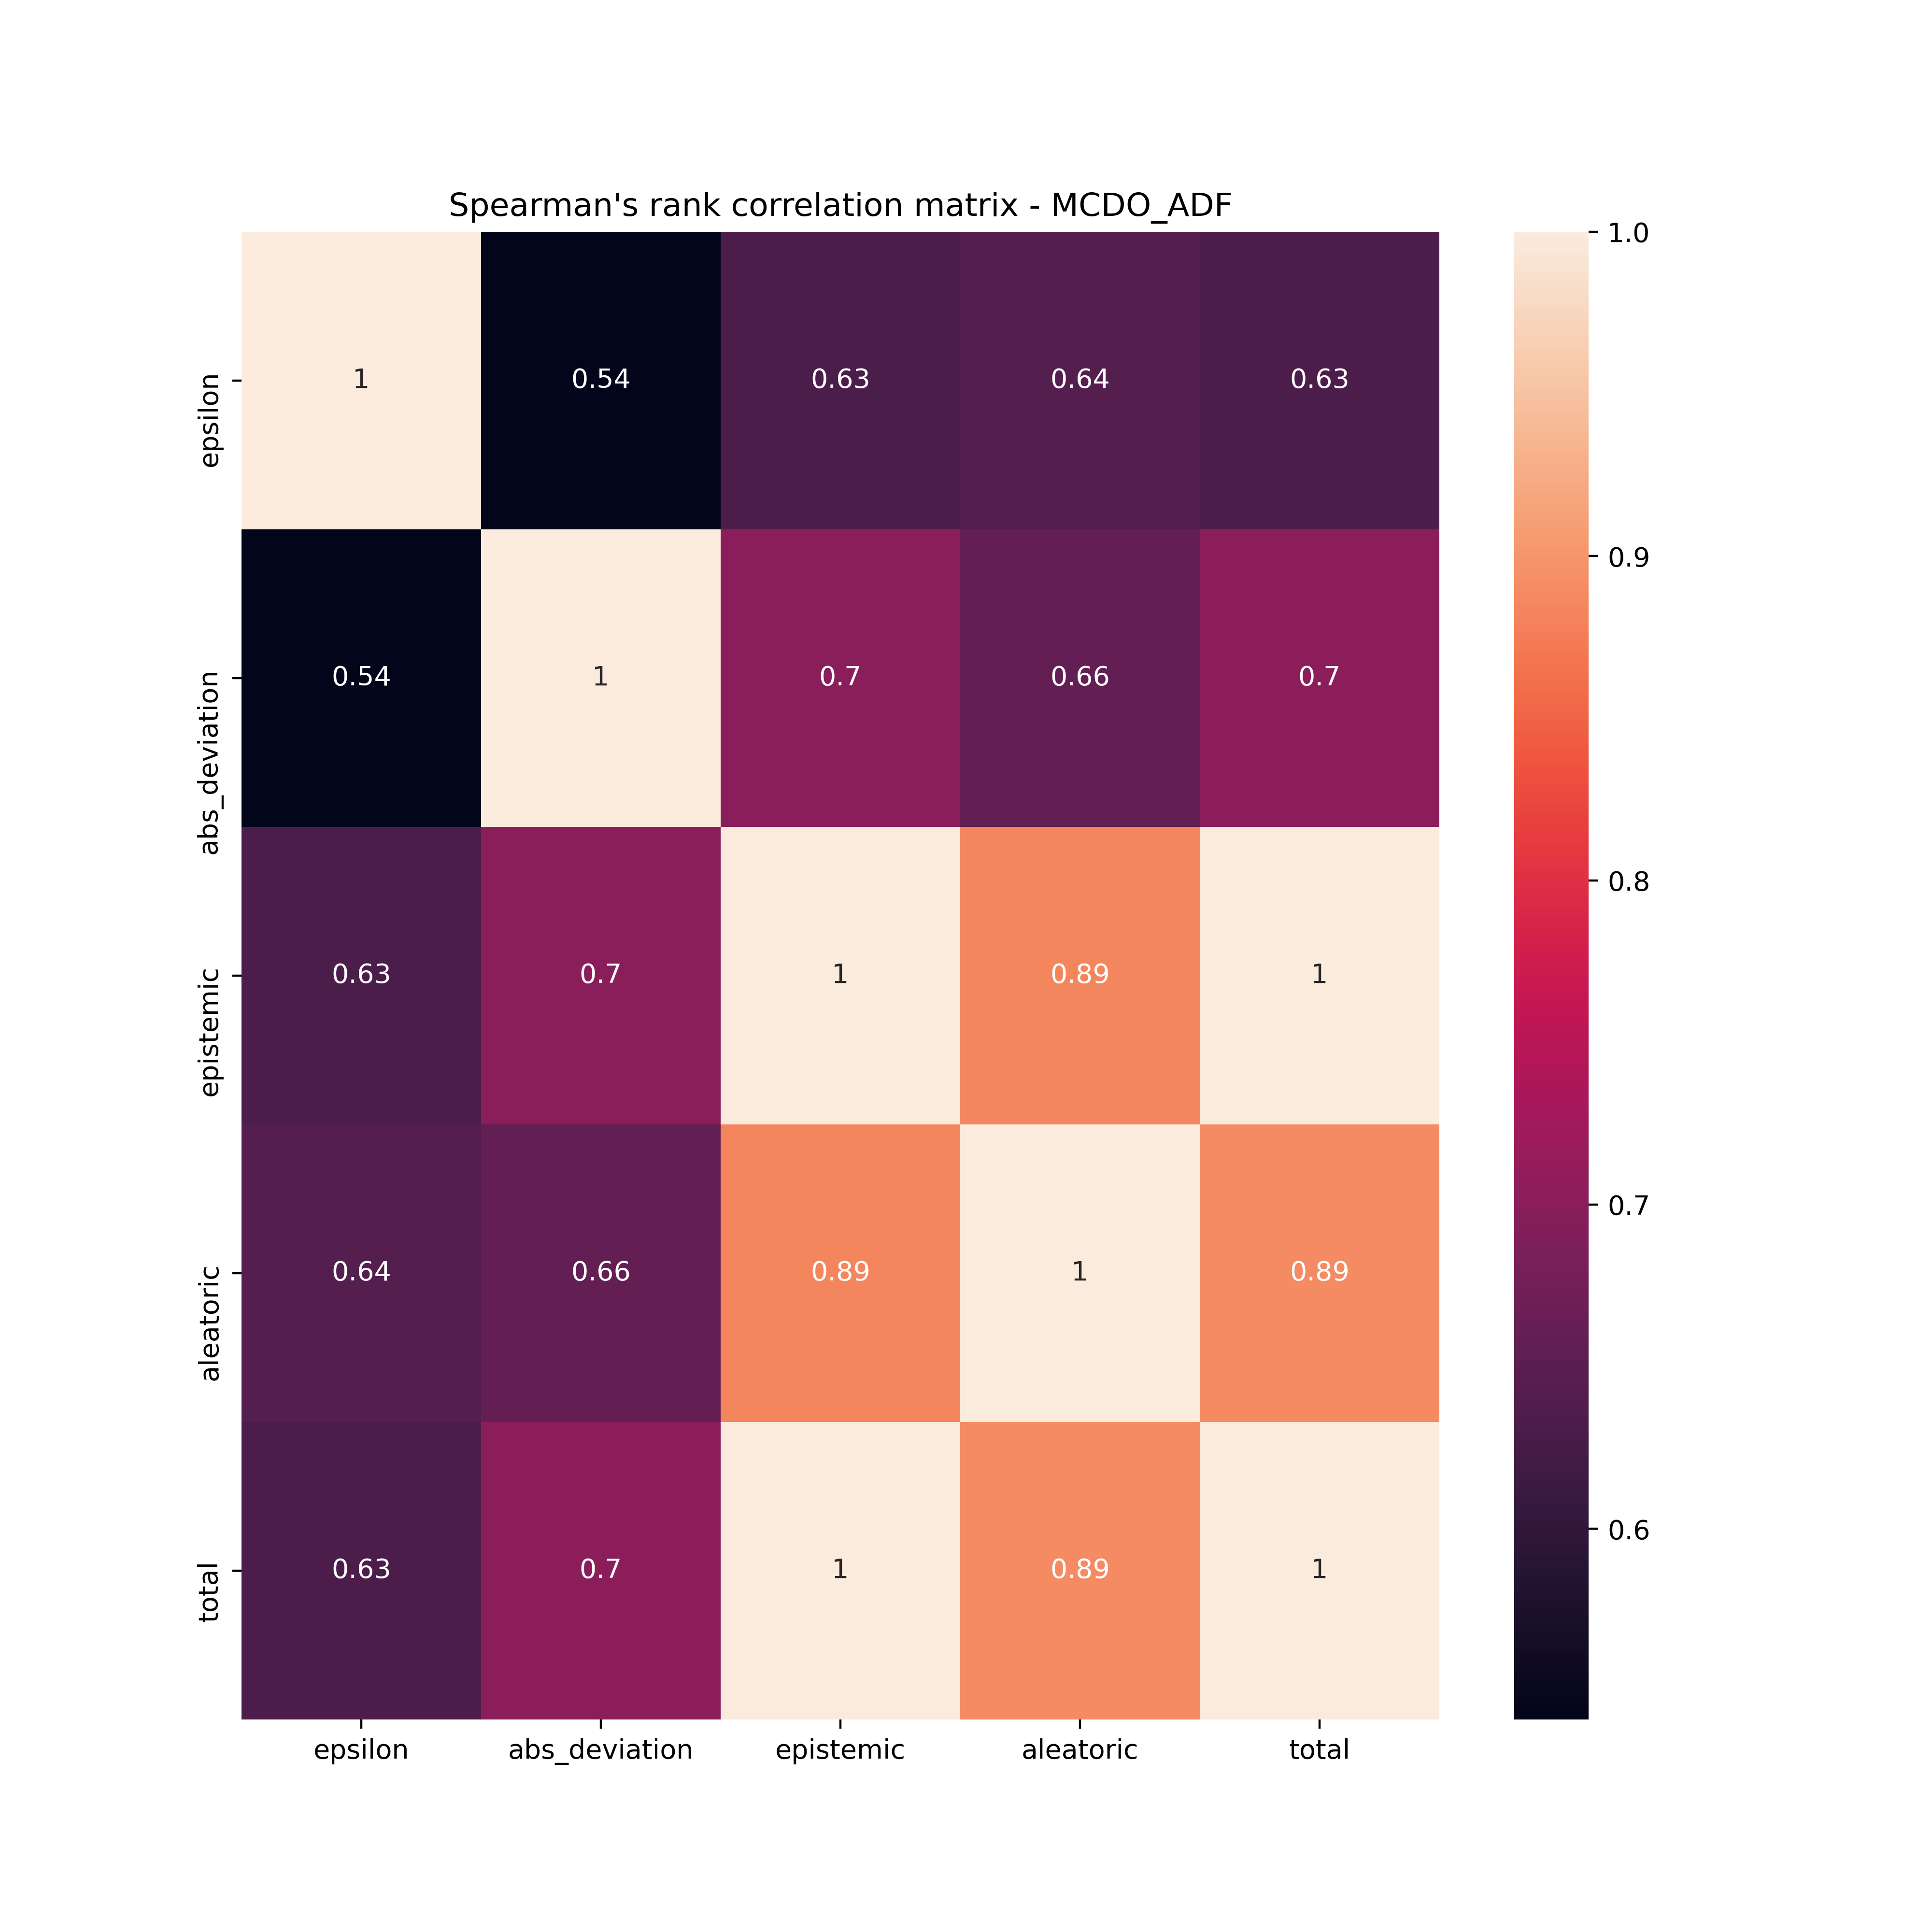 Spearman's rank correlation matrix - MCDO_ADF
epsilon 1 0.54 0.63 0.64 0.63
abs_deviation 0.54 1 0.7 0.66 0.7
epistemic 0.63 0.7 1 0.89 1
aleatoric 0.64 0.66 0.89 1 0.89
total 0.63 0.7 1 0.89 1
epsilon abs_deviation epistemic aleatoric total
1.0
0.9
0.8
0.7
0.6